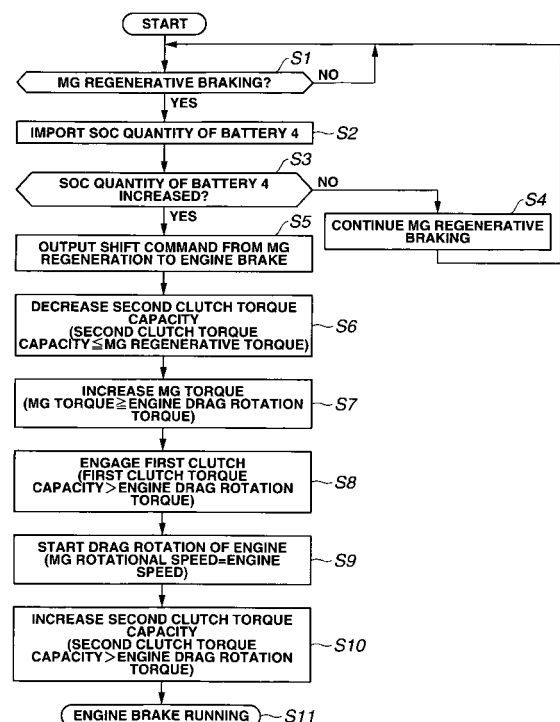 START
S1
MG REGENERATIVE BRAKING?
NO
YES
IMPORT SOC QUANTITY OF BATTERY 4
S2
S3
SOC QUANTITY OF BATTERY 4
INCREASED?
NO
YES
S4
CONTINUE MG REGENERATIVE
BRAKING
S5
OUTPUT SHIFT COMMAND FROM MG
REGENERATION TO ENGINE BRAKE
DECREASE SECOND CLUTCH TORQUE
CAPACITY
(SECOND CLUTCH TORQUE
CAPACITY≦MG REGENERATIVE TORQUE)
S6
INCREASE MG TORQUE
(MG TORQUE≧ENGINE DRAG ROTATION
TORQUE)
S7
ENGAGE FIRST CLUTCH
(FIRST CLUTCH TORQUE
CAPACITY>ENGINE DRAG ROTATION
TORQUE)
S8
START DRAG ROTATION OF ENGINE
(MG ROTATIONAL SPEED=ENGINE
SPEED)
S9
INCREASE SECOND CLUTCH TORQUE
CAPACITY
(SECOND CLUTCH TORQUE
CAPACITY>ENGINE DRAG ROTATION
TORQUE)
S10
ENGINE BRAKE RUNNING
S11